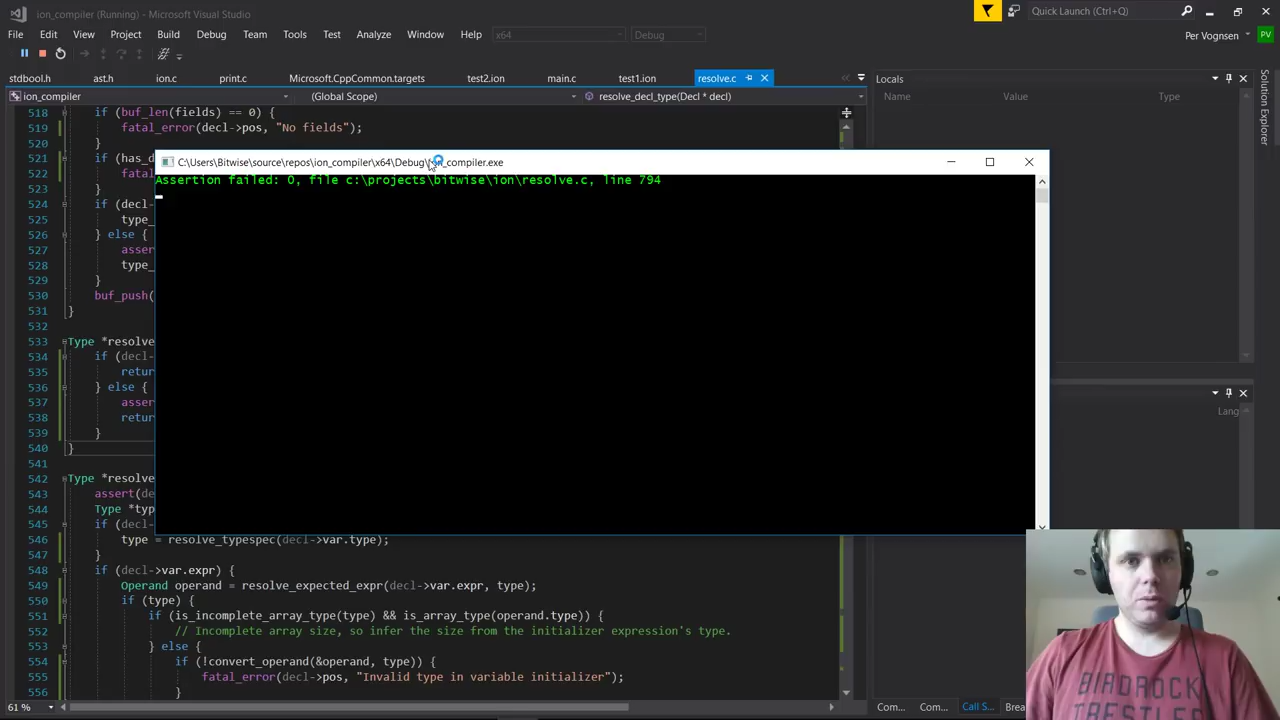 ion_compiler (Running) - Microsoft Visual Studio
Quick Launch (Ctrl+Q)
File Edit View Project Build Debug Team Tools Test Analyze Window Help
x64 Debug
Per Vognsen PV
stdbool.h ast.h ion.c print.c Microsoft.CppCommon.targets test2.ion main.c test1.ion resolve.c
Locals
ion_compiler (Global Scope) resolve_decl_type(Decl * decl)
Name Value Type
Solution Explorer
518 if (buf_len(fields) == 0) {
519 fatal_error(decl->pos, "No fields");
520 }
521 if (has_d
522 fatal
523 }
524 if (decl-
525 type_
526 } else {
527 asser
528 type_
529 }
530 buf_push(
531 }
532
533 Type *resolve
534 if (decl-
535 retur
536 } else {
537 asser
538 retur
539 }
540 }
541
542 Type *resolve
543 assert(de
544 Type *typ
545 if (decl-
546 type = resolve_typespec(decl->var.type);
547 }
548 if (decl->var.expr) {
549 Operand operand = resolve_expected_expr(decl->var.expr, type);
550 if (type) {
551 if (is_incomplete_array_type(type) && is_array_type(operand.type)) {
552 // Incomplete array size, so infer the size from the initializer expression's type.
553 } else {
554 if (!convert_operand(&operand, type)) {
555 fatal_error(decl->pos, "Invalid type in variable initializer");
556 }
C:\Users\Bitwise\source\repos\ion_compiler\x64\Debug\ion_compiler.exe
Assertion failed: 0, file c:\projects\bitwise\ion\resolve.c, line 794
Lang
61 %
Com... Com... Call S... Brea
BIRDROCK
TRESTLES